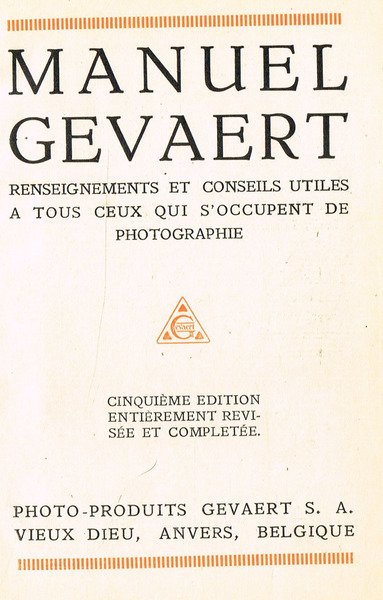 MANUEL
GEVAERT
RENSEIGNEMENTS ET CONSEILS UTILES
A TOUS CEUX QUI S'OCCUPENT DE
PHOTOGRAPHIE
Gevaert
CINQUIÈME EDITION
ENTIÈREMENT REVI-
SÉE ET COMPLETÉE.
PHOTO-PRODUITS GEVAERT S. A.
VIEUX DIEU, ANVERS, BELGIQUE